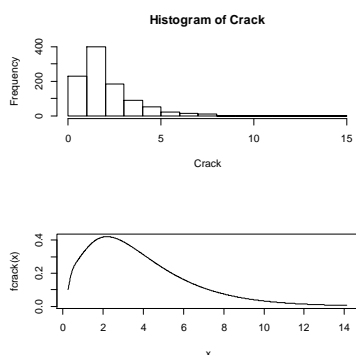 Histogram of Crack
Frequency
0 200 400
0 5 10 15
Crack
fcrack(x)
0.0 0.2 0.4
0 2 4 6 8 10 12 14
x